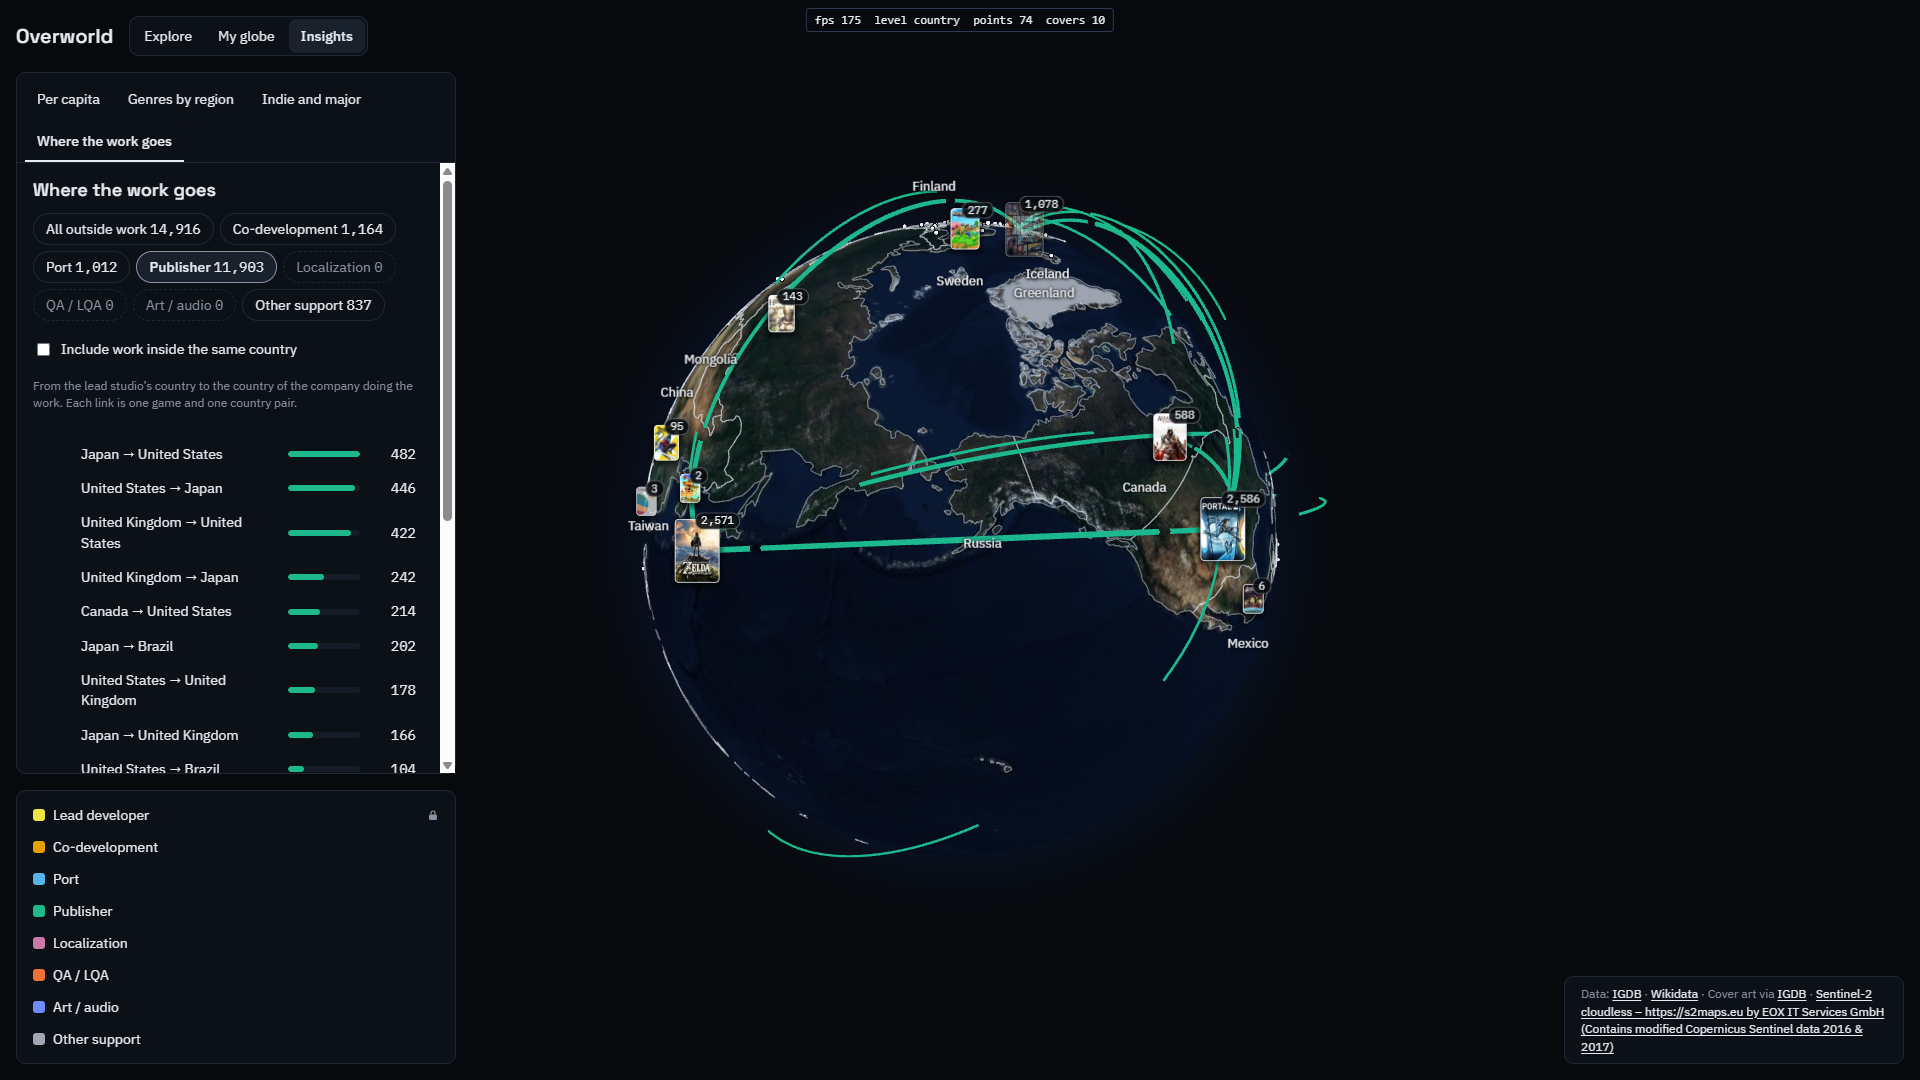 fps 175 level country points 74 covers 10
Overworld
Explore
My globe
Insights
Per capita
Genres by region
Indie and major
Where the work goes
Where the work goes
All outside work 14,916
Co-development 1,164
Port 1,012
Publisher 11,903
Localization 0
QA / LQA 0
Art / audio 0
Other support 837
Include work inside the same country
From the lead studio's country to the country of the company doing the
work. Each link is one game and one country pair.
Japan → United States 482
United States → Japan 446
United Kingdom → United
States 422
United Kingdom → Japan 242
Canada → United States 214
Japan → Brazil 202
United States → United
Kingdom 178
Japan → United Kingdom 166
United States → Brazil 104
Lead developer
Co-development
Port
Publisher
Localization
QA / LQA
Art / audio
Other support
Finland
277
1,078
Sweden
Iceland
Greenland
143
Mongolia
China
95
2
3
Taiwan
2,571
ZELDA
Russia
588
Canada
2,586
PORTAL 2
6
Mexico
Data: IGDB · Wikidata · Cover art via IGDB · Sentinel-2
cloudless – https://s2maps.eu by EOX IT Services GmbH
(Contains modified Copernicus Sentinel data 2016 &
2017)